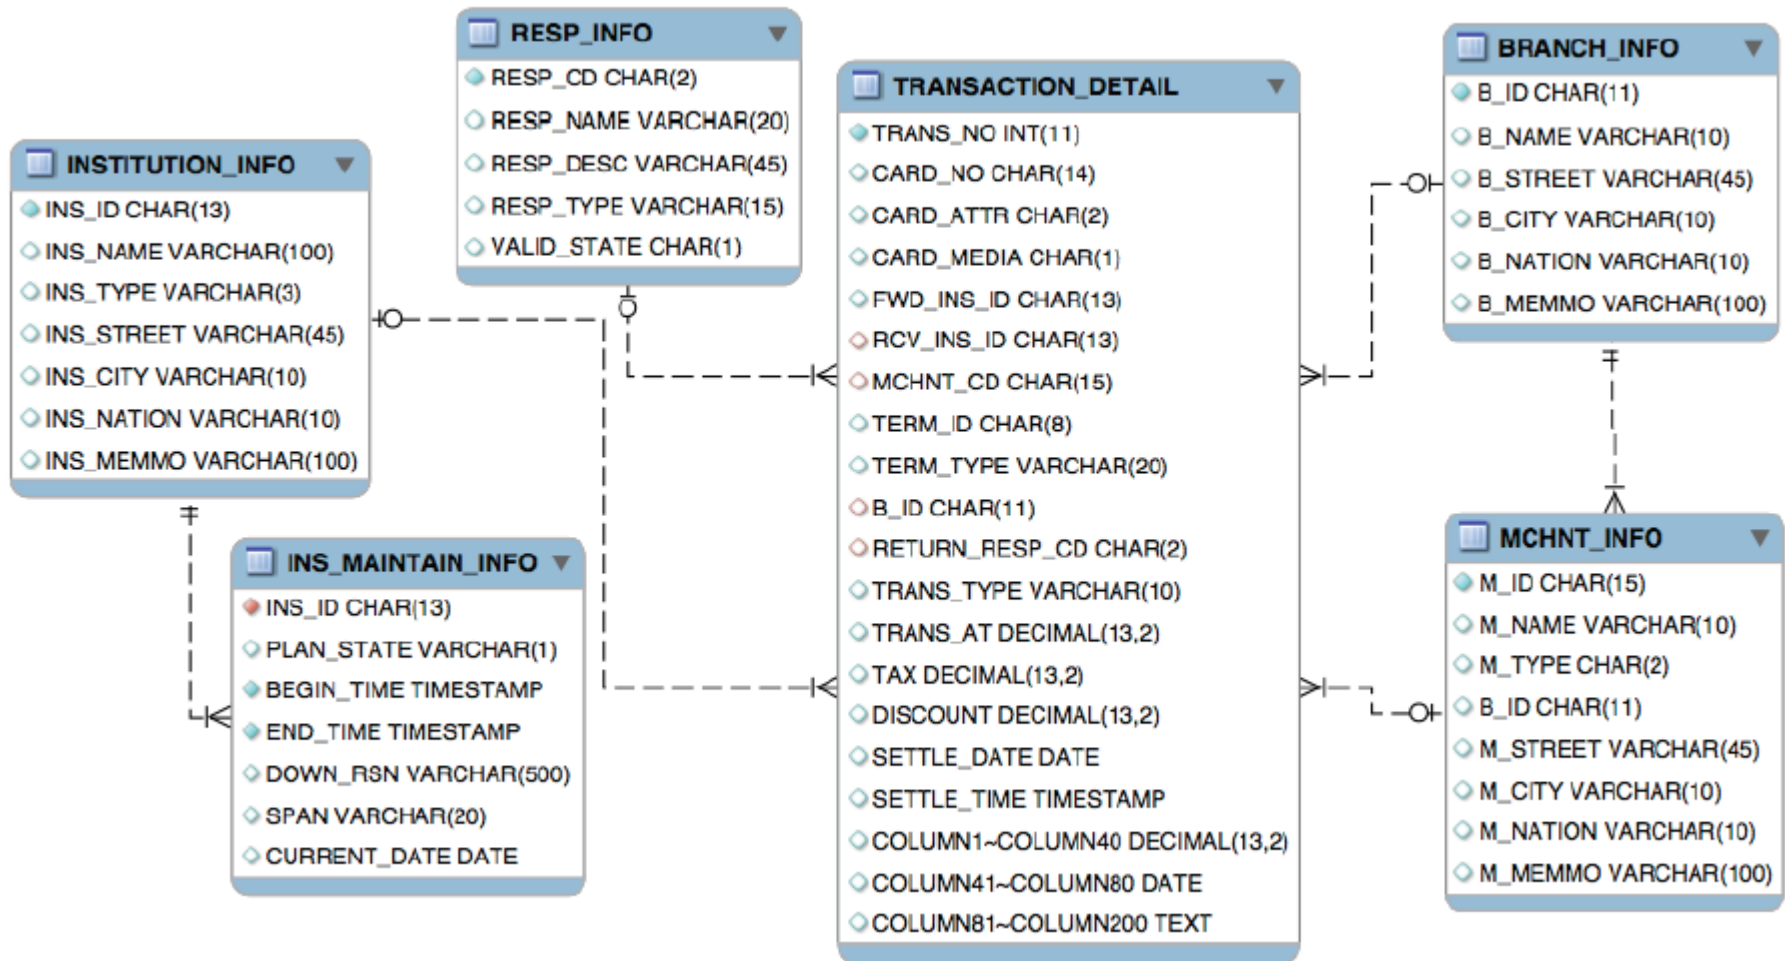 RESP_INFO
RESP_CD CHAR(2)
RESP_NAME VARCHAR(20)
RESP_DESC VARCHAR(45)
RESP_TYPE VARCHAR(15)
VALID_STATE CHAR(1)
INSTITUTION_INFO
INS_ID CHAR(13)
INS_NAME VARCHAR(100)
INS_TYPE VARCHAR(3)
INS_STREET VARCHAR(45)
INS_CITY VARCHAR(10)
INS_NATION VARCHAR(10)
INS_MEMMO VARCHAR(100)
INS_MAINTAIN_INFO
INS_ID CHAR(13)
PLAN_STATE VARCHAR(1)
BEGIN_TIME TIMESTAMP
END_TIME TIMESTAMP
DOWN_RSN VARCHAR(500)
SPAN VARCHAR(20)
CURRENT_DATE DATE
TRANSACTION_DETAIL
TRANS_NO INT(11)
CARD_NO CHAR(14)
CARD_ATTR CHAR(2)
CARD_MEDIA CHAR(1)
FWD_INS_ID CHAR(13)
RCV_INS_ID CHAR(13)
MCHNT_CD CHAR(15)
TERM_ID CHAR(8)
TERM_TYPE VARCHAR(20)
B_ID CHAR(11)
RETURN_RESP_CD CHAR(2)
TRANS_TYPE VARCHAR(10)
TRANS_AT DECIMAL(13,2)
TAX DECIMAL(13,2)
DISCOUNT DECIMAL(13,2)
SETTLE_DATE DATE
SETTLE_TIME TIMESTAMP
COLUMN1~COLUMN40 DECIMAL(13,2)
COLUMN41~COLUMN80 DATE
COLUMN81~COLUMN200 TEXT
BRANCH_INFO
B_ID CHAR(11)
B_NAME VARCHAR(10)
B_STREET VARCHAR(45)
B_CITY VARCHAR(10)
B_NATION VARCHAR(10)
B_MEMMO VARCHAR(100)
MCHNT_INFO
M_ID CHAR(15)
M_NAME VARCHAR(10)
M_TYPE CHAR(2)
B_ID CHAR(11)
M_STREET VARCHAR(45)
M_CITY VARCHAR(10)
M_NATION VARCHAR(10)
M_MEMMO VARCHAR(100)